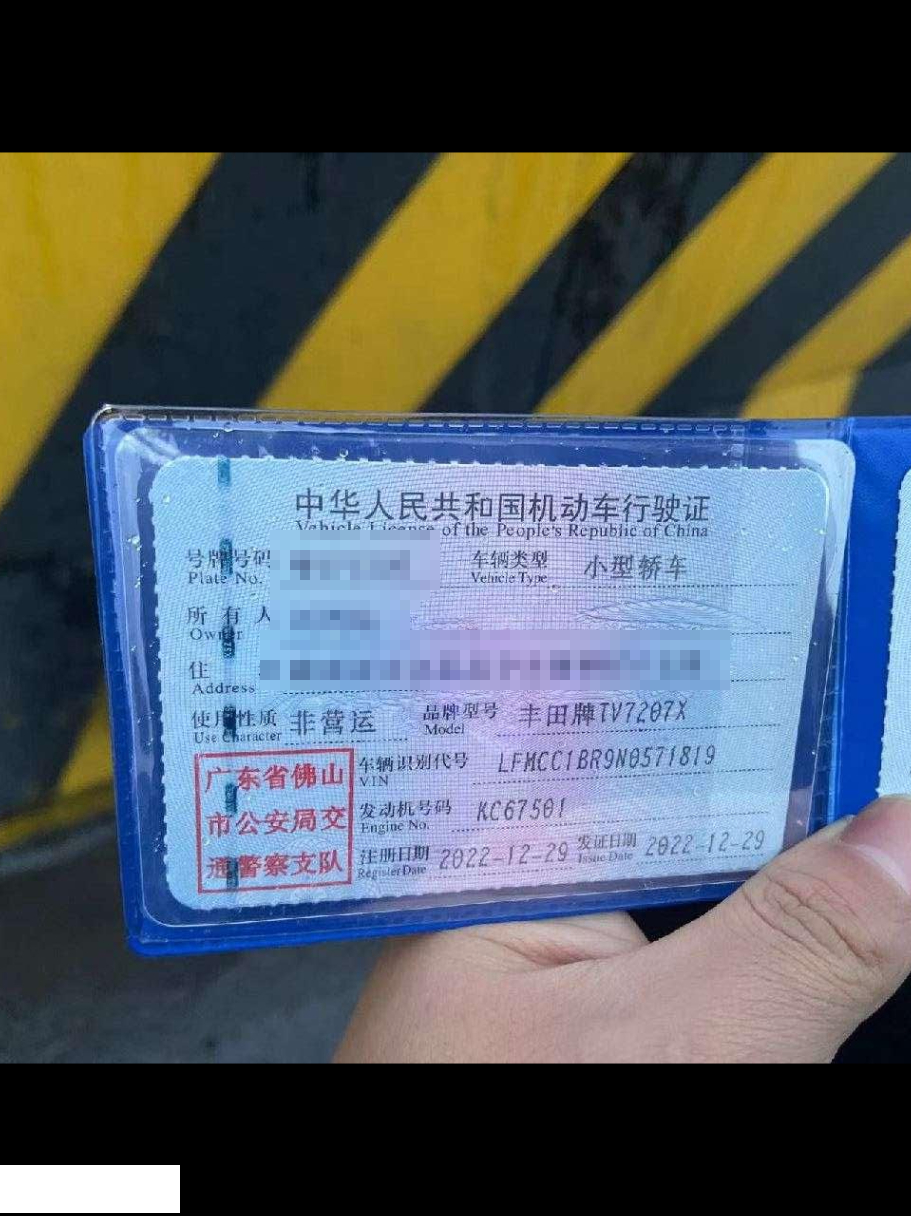 中华人民共和国机动车行驶证
Vehicle License of the People's Republic of China
号牌号码 车辆类型 小型轿车
Plate No. Vehicle Type
所有人
Owner
住
Address
使用性质 非营运 品牌型号 丰田牌TV7207X
Use Character Model
广东省佛山
市公安局交
通警察支队
车辆识别代号 LFMCC1BR9N0571819
VIN
发动机号码 KC67501
Engine No.
注册日期 2022-12-29 发证日期 2022-12-29
Register Date Issue Date